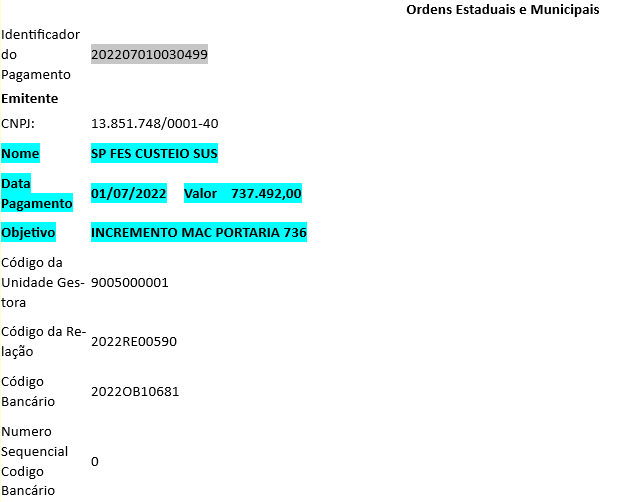 Ordens Estaduais e Municipais
Identificador
do
Pagamento
202207010030499
Emitente
CNPJ: 13.851.748/0001-40
Nome SP FES CUSTEIO SUS
Data
Pagamento
01/07/2022 Valor 737.492,00
Objetivo INCREMENTO MAC PORTARIA 736
Código da
Unidade Ges-
tora
9005000001
Código da Re-
lação
2022RE00590
Código
Bancário
2022OB10681
Numero
Sequencial
Codigo
Bancário
0